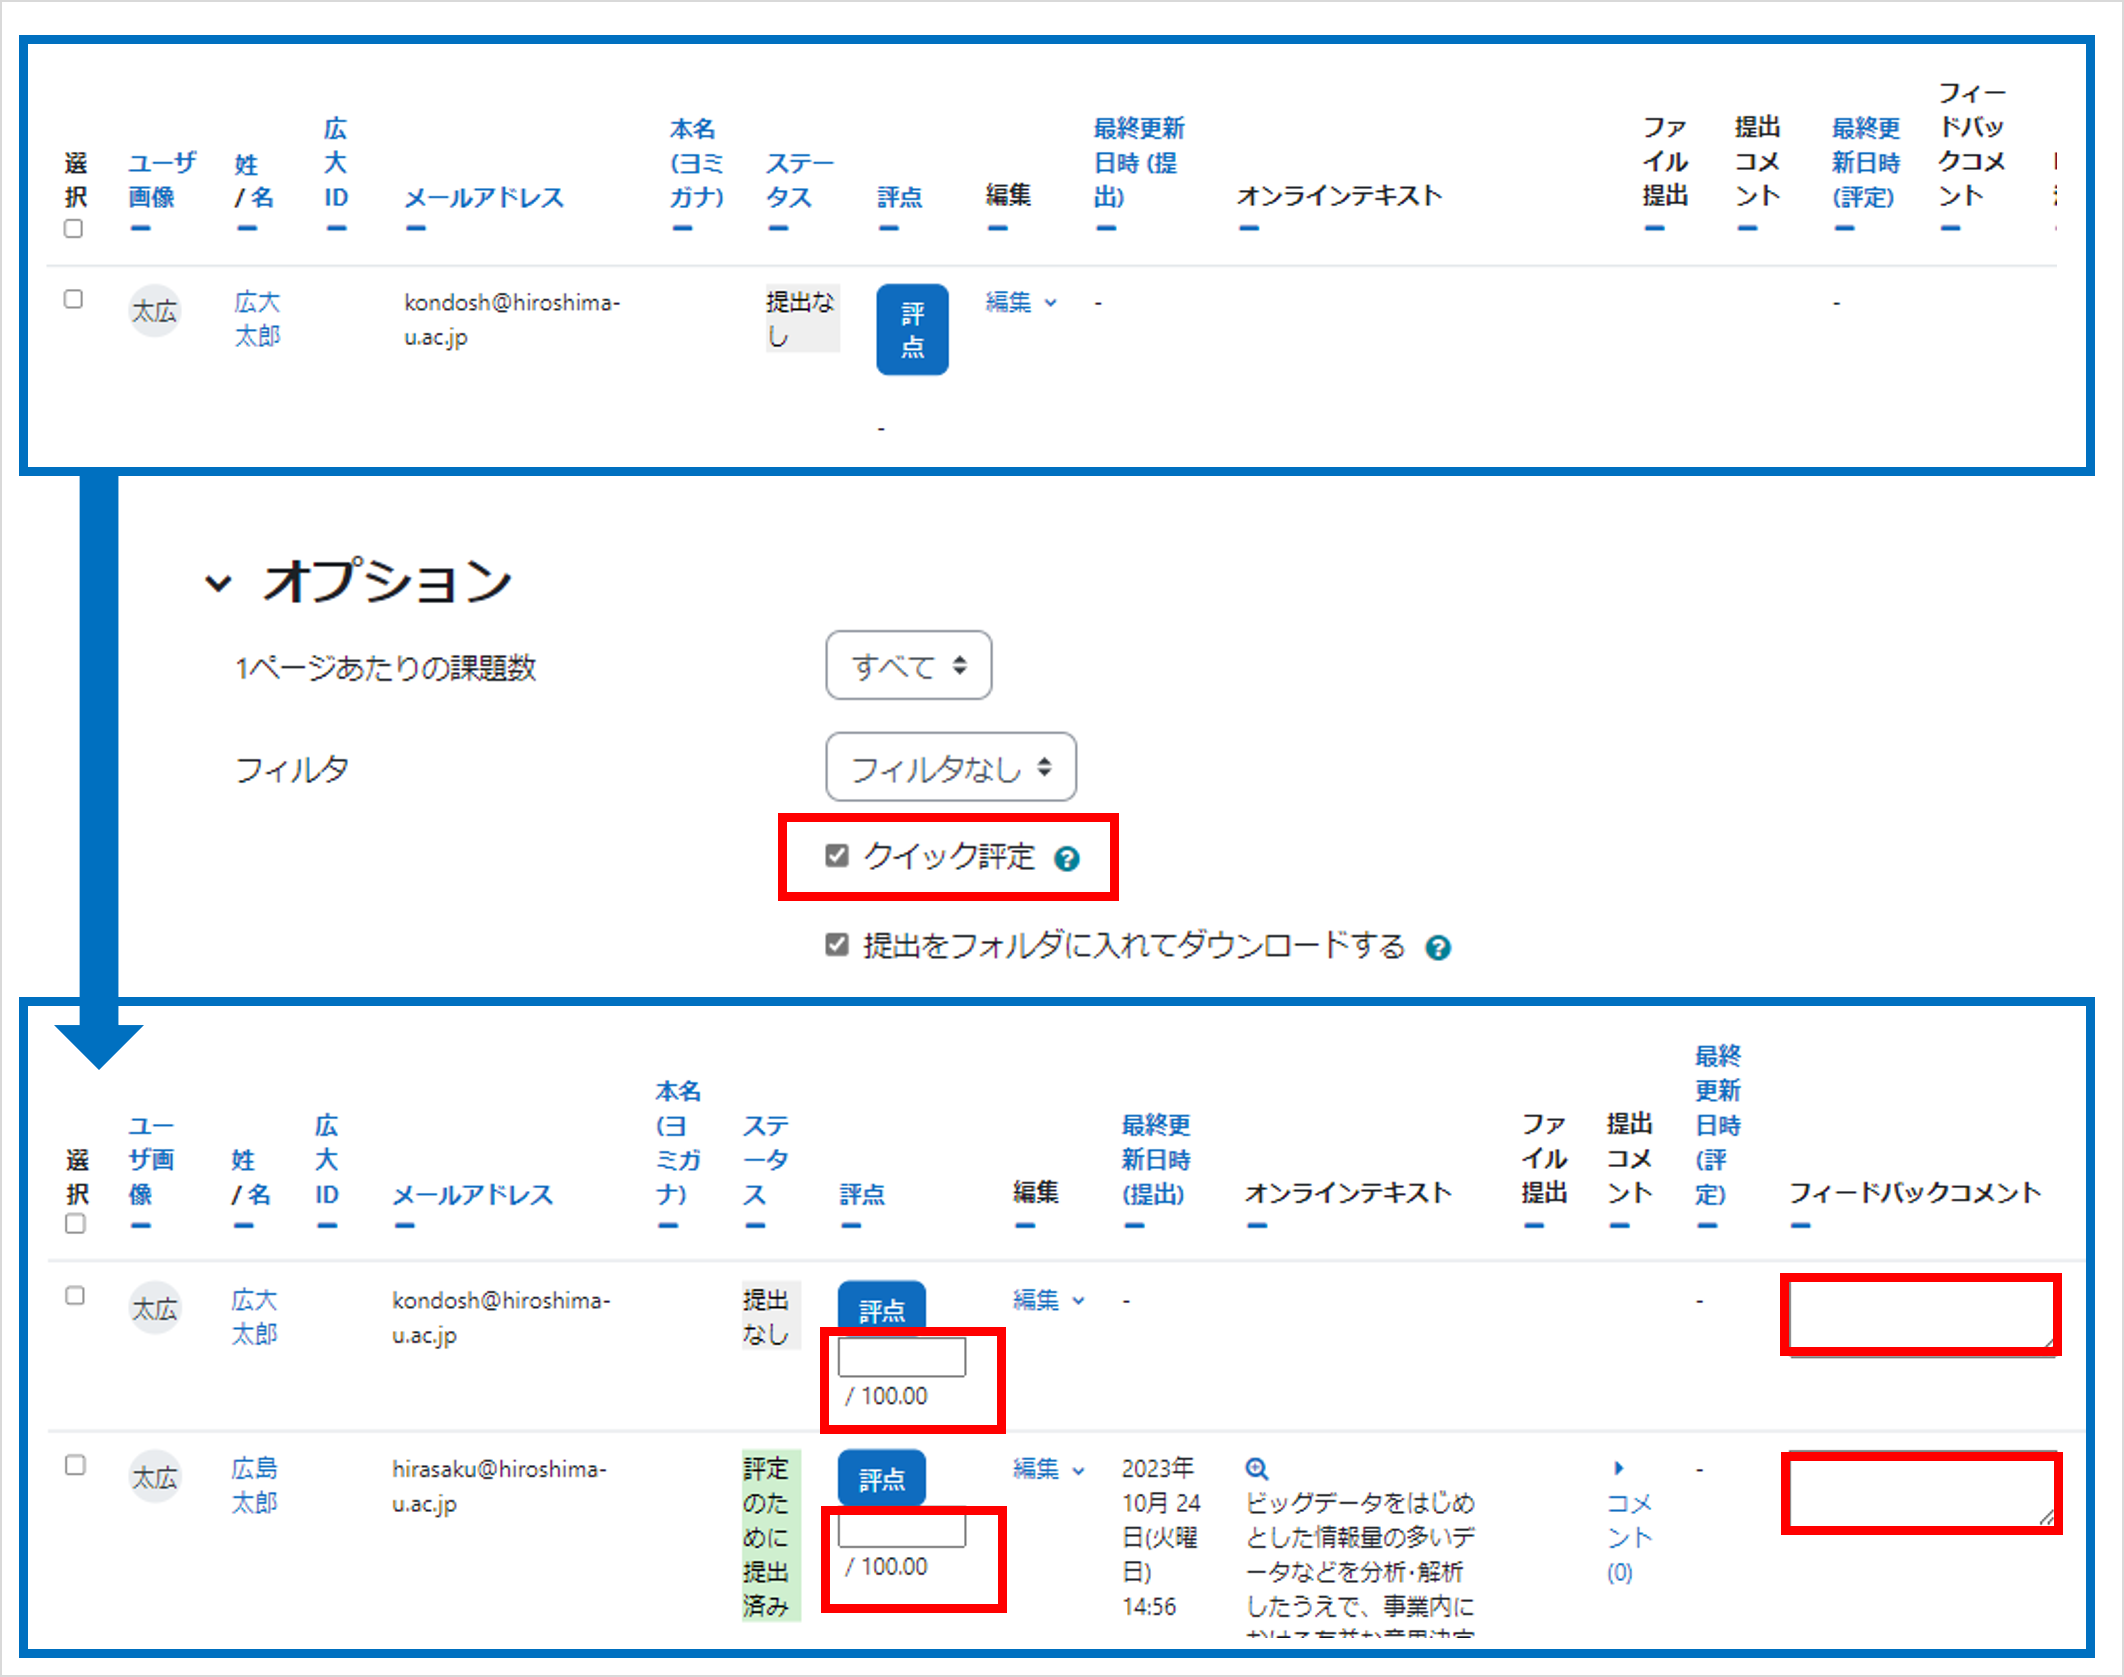 選択
ユーザ画像
姓 / 名
広大ID
メールアドレス
本名(ヨミガナ)
ステータス
評点
編集
最終更新日時 (提出)
オンラインテキスト
ファイル提出
提出コメント
最終更新日時(評定)
フィードバックコメント
太広
広大
太郎
kondosh@hiroshima-
u.ac.jp
提出な
し
評
点
編集
-
-
-
オプション
1ページあたりの課題数
すべて
フィルタ
フィルタなし
クイック評定
提出をフォルダに入れてダウンロードする
選択
ユーザ画像
姓 / 名
広大ID
メールアドレス
本名(ヨミガナ)
ステータス
評点
編集
最終更新日時(提出)
オンラインテキスト
ファイル提出
提出コメント
最終更新日時(評定)
フィードバックコメント
太広
広大
太郎
kondosh@hiroshima-
u.ac.jp
提出
なし
評点
/ 100.00
編集
-
-
太広
広島
太郎
hirasaku@hiroshima-
u.ac.jp
評定
のた
めに
提出
済み
評点
/ 100.00
編集
2023年
10月 24
日(火曜
日)
14:56
ビッグデータをはじめ
とした情報量の多いデ
ータなどを分析・解析
したうえで、事業内に
コメ
ント
(0)
-